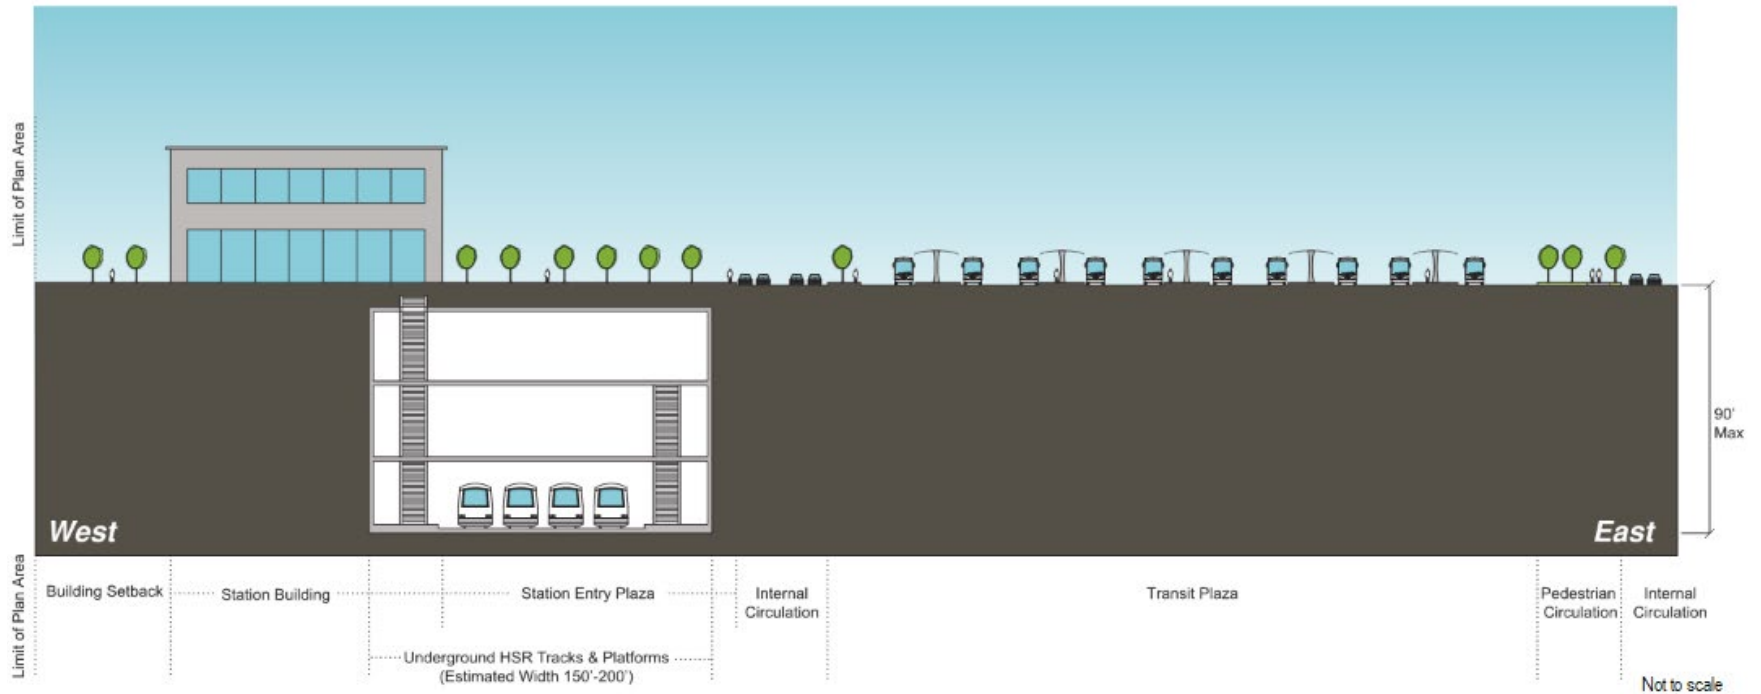 Limit of Plan Area
90'
Max
West
East
Limit of Plan Area
Building Setback
Station Building
Station Entry Plaza
Internal
Circulation
Transit Plaza
Pedestrian
Circulation
Internal
Circulation
Underground HSR Tracks & Platforms
(Estimated Width 150'-200')
Not to scale